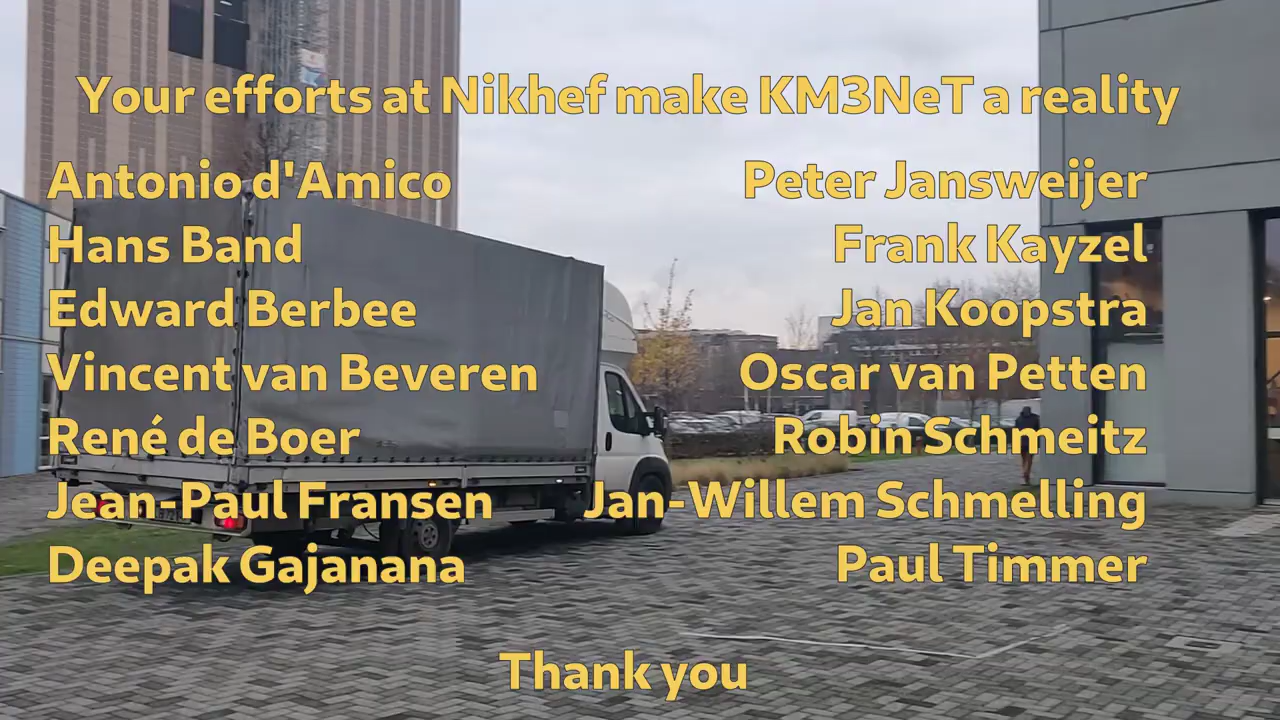 Your efforts at Nikhef make KM3NeT a reality
Antonio d'Amico
Hans Band
Edward Berbee
Vincent van Beveren
René de Boer
Jean-Paul Fransen
Deepak Gajanana
Peter Jansweijer
Frank Kayzel
Jan Koopstra
Oscar van Petten
Robin Schmeitz
Jan-Willem Schmelling
Paul Timmer
Thank you